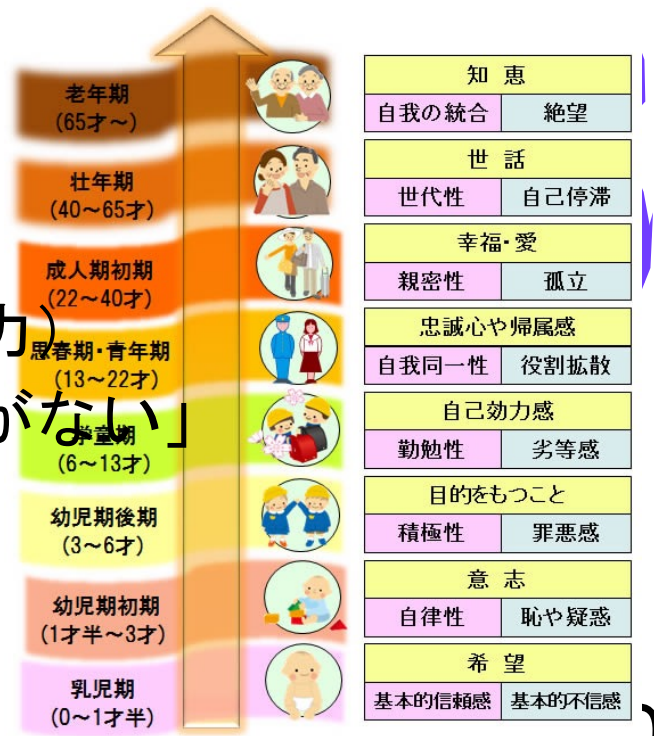 老年期
(65才～)
知 恵
自我の統合 絶望
壮年期
(40～65才)
世 話
世代性 自己停滞
成人期初期
(22～40才)
幸福・愛
親密性 孤立
力)
思春期・青年期
(13～22才)
忠誠心や帰属感
自我同一性 役割拡散
がない」
学童期
(6～13才)
自己効力感
勤勉性 劣等感
幼児期後期
(3～6才)
目的をもつこと
積極性 罪悪感
幼児期初期
(1才半～3才)
意 志
自律性 恥や疑惑
乳児期
(0～1才半)
希 望
基本的信頼感 基本的不信感